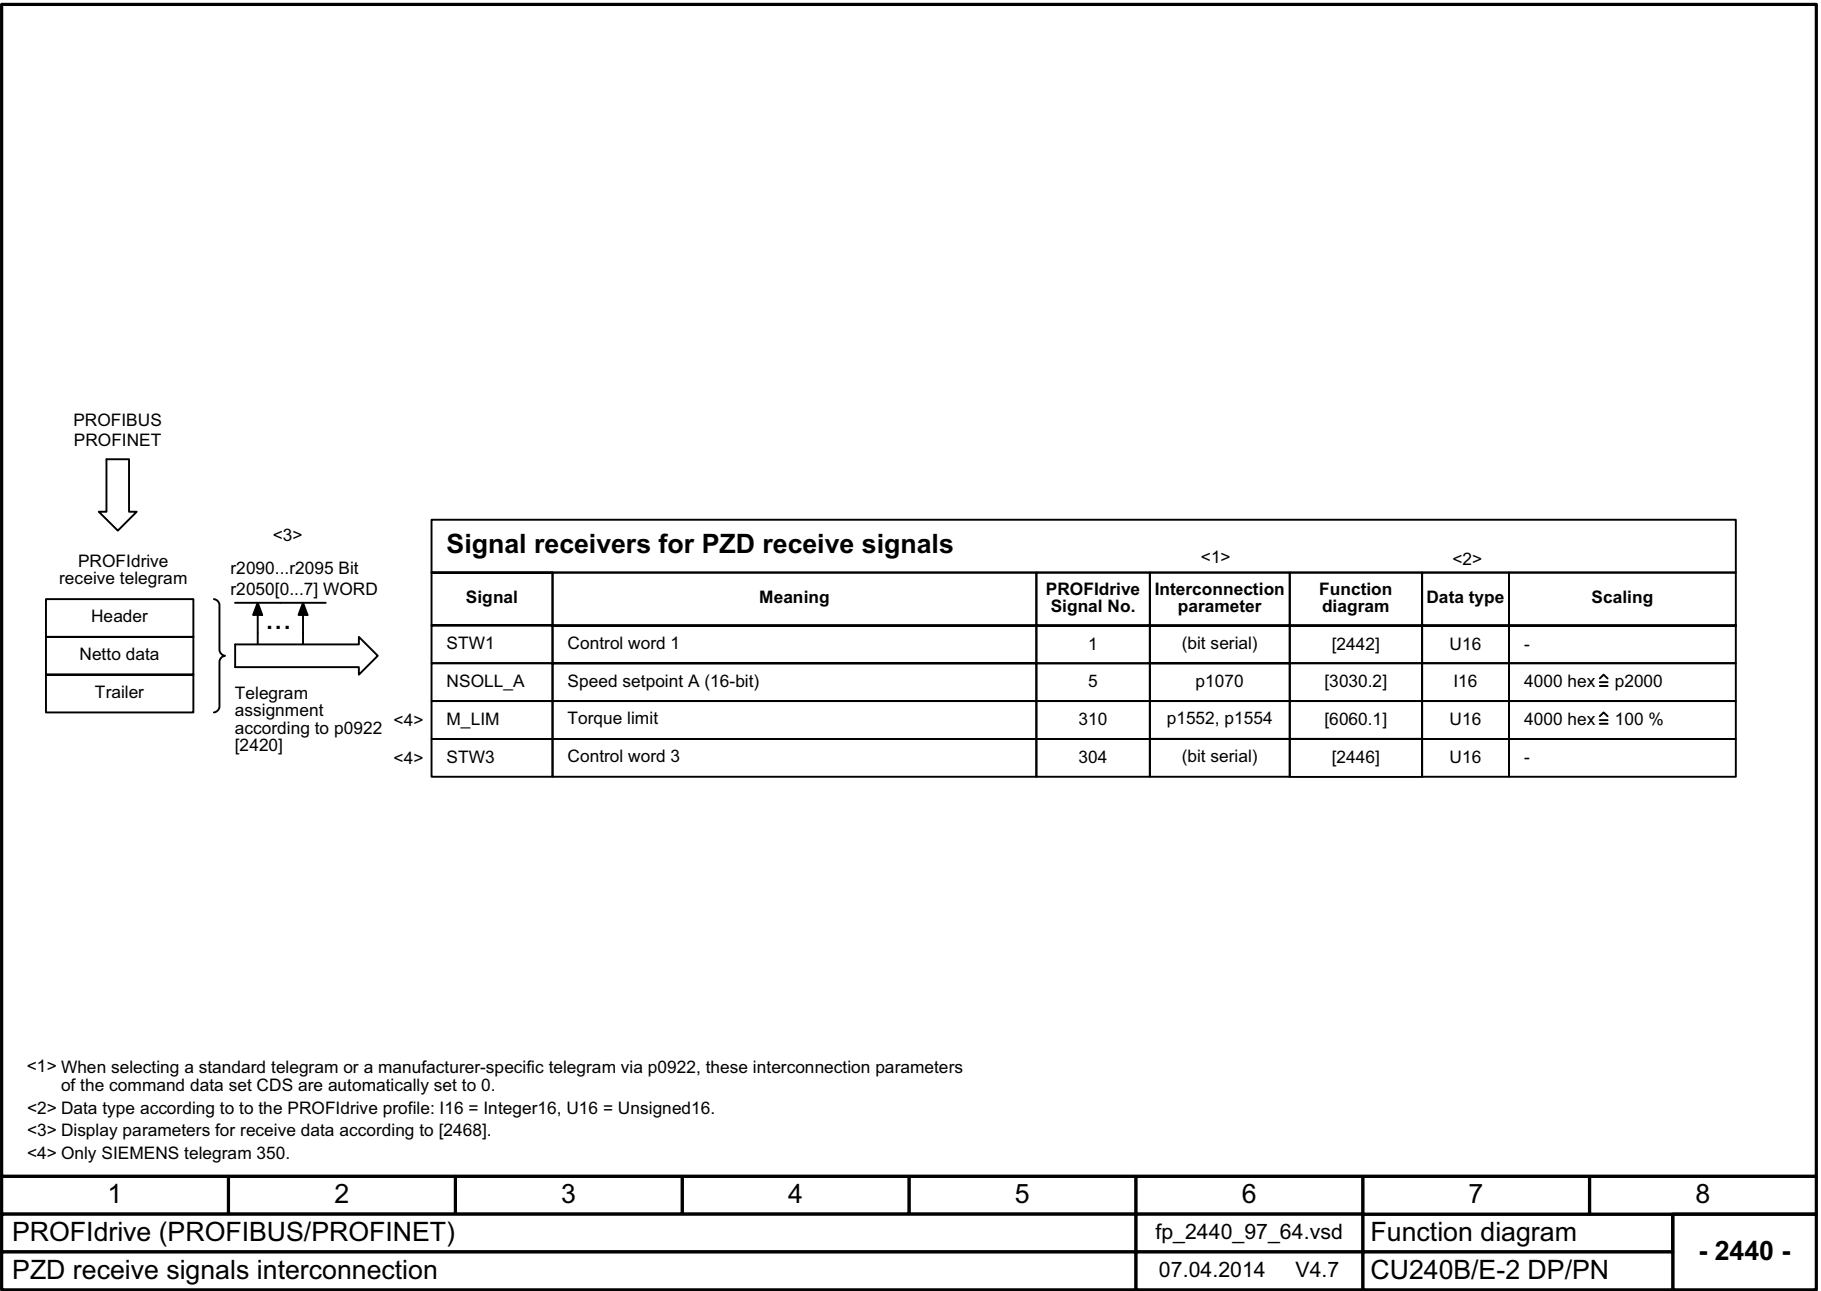 PROFIBUS
PROFINET
PROFIdrive
receive telegram
Header
Netto data
Trailer
<3>
r2090...r2095 Bit
r2050[0...7] WORD
...
Telegram
assignment
according to p0922
[2420]
Signal receivers for PZD receive signals <1> <2>
Signal Meaning PROFIdrive Signal No. Interconnection parameter Function diagram Data type Scaling
STW1 Control word 1 1 (bit serial) [2442] U16 -
NSOLL_A Speed setpoint A (16-bit) 5 p1070 [3030.2] I16 4000 hex ≙ p2000
<4> M_LIM Torque limit 310 p1552, p1554 [6060.1] U16 4000 hex ≙ 100 %
<4> STW3 Control word 3 304 (bit serial) [2446] U16 -
<1> When selecting a standard telegram or a manufacturer-specific telegram via p0922, these interconnection parameters
of the command data set CDS are automatically set to 0.
<2> Data type according to to the PROFIdrive profile: I16 = Integer16, U16 = Unsigned16.
<3> Display parameters for receive data according to [2468].
<4> Only SIEMENS telegram 350.
1 2 3 4 5 6 7 8
PROFIdrive (PROFIBUS/PROFINET) fp_2440_97_64.vsd Function diagram
- 2440 -
PZD receive signals interconnection 07.04.2014 V4.7 CU240B/E-2 DP/PN